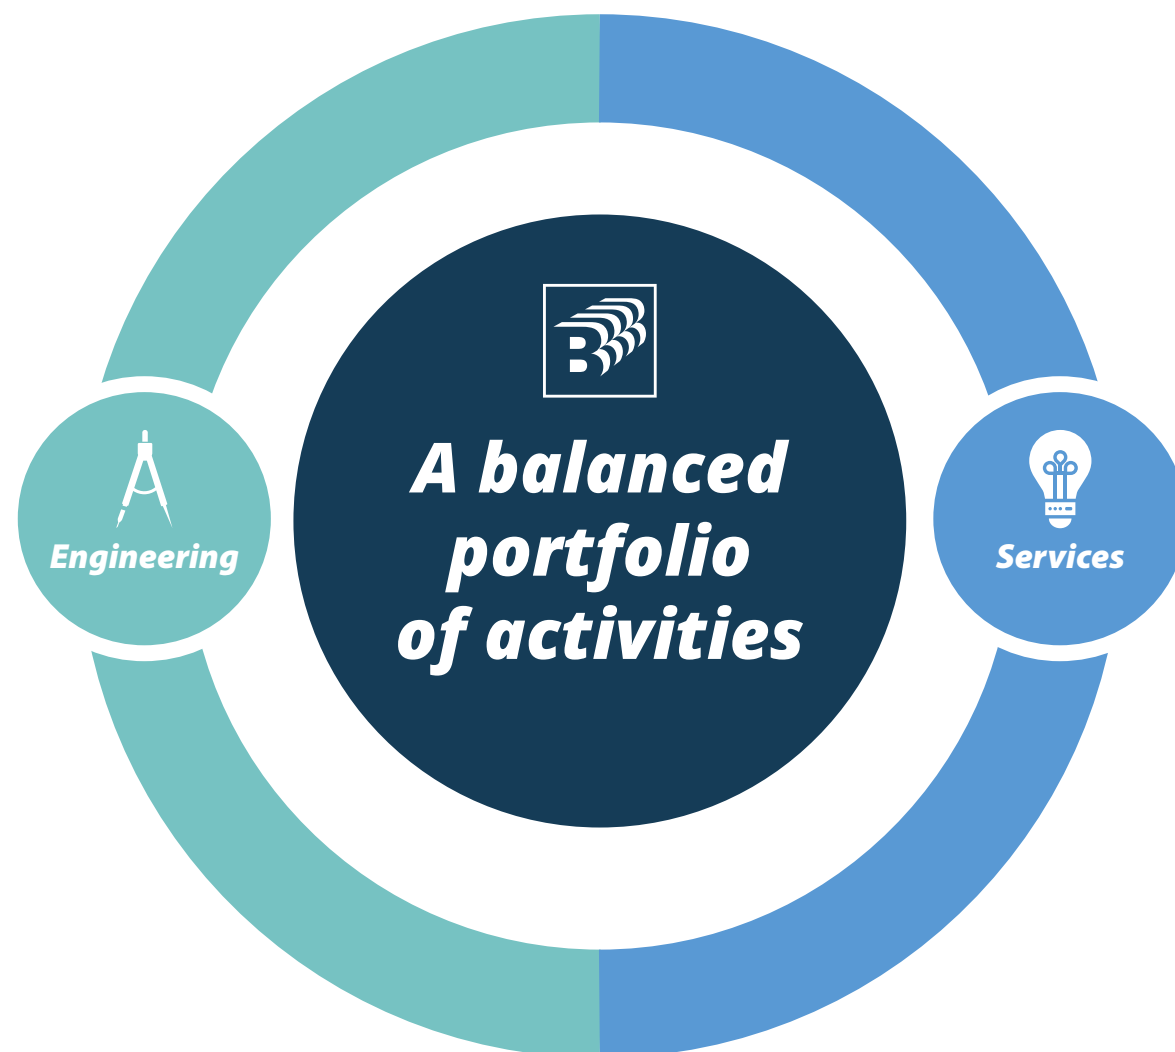 B
A balanced
portfolio
of activities
Engineering
Services